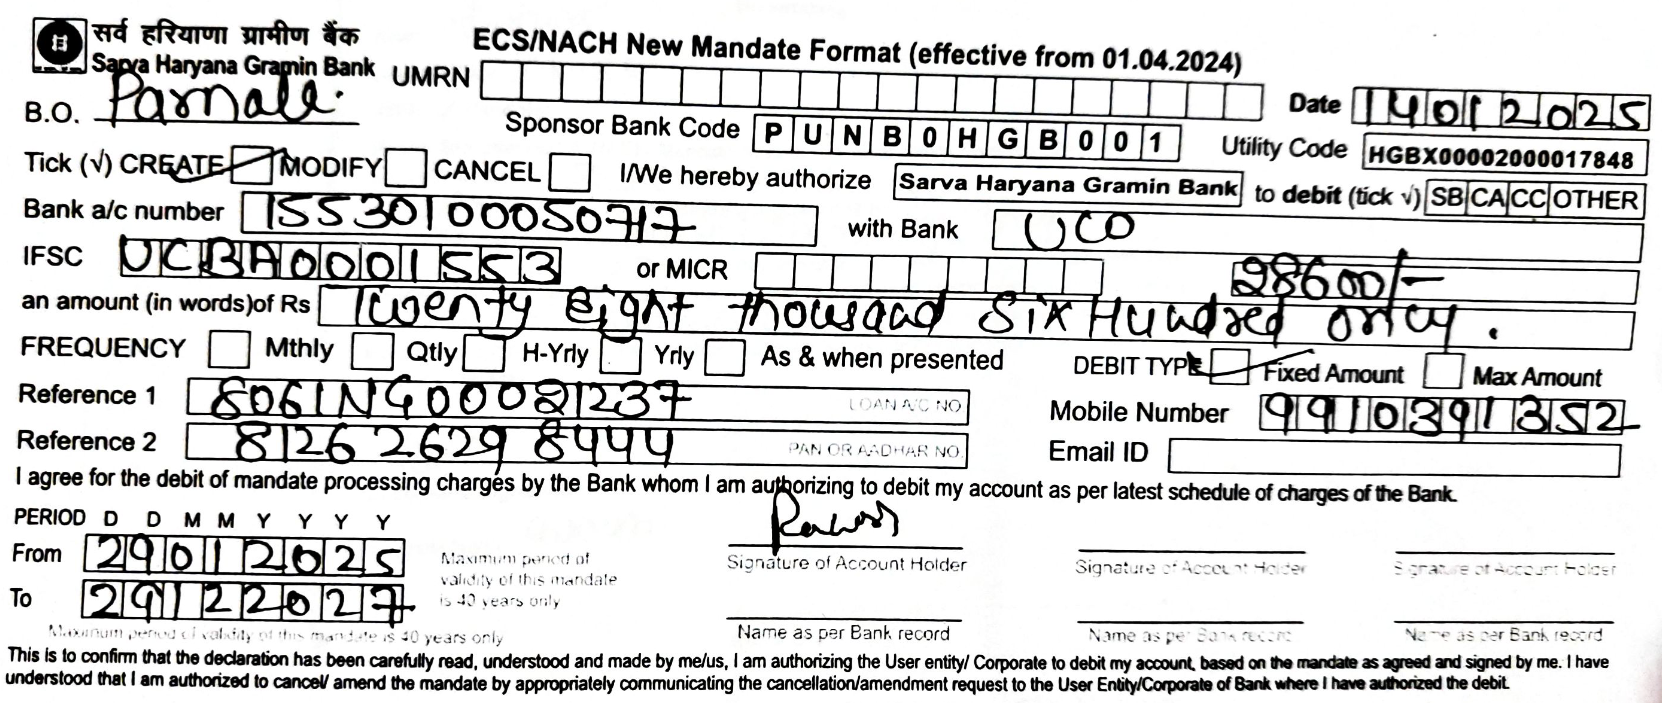 सर्व हरियाणा ग्रामीण बैंक
Sarva Haryana Gramin Bank
ECS/NACH New Mandate Format (effective from 01.04.2024)
UMRN
Date 14012025
B.O. Parnala
Sponsor Bank Code PUNB0HGB001
Utility Code HGBX00002000017848
Tick (√) CREATE MODIFY CANCEL I/We hereby authorize Sarva Haryana Gramin Bank to debit (tick √) SB CA CC OTHER
Bank a/c number 15530100050717 with Bank UCO
IFSC UCBA0001553 or MICR 28600/-
an amount (in words)of Rs Twenty Eight thousaad Six Hundred only.
FREQUENCY Mthly Qtly H-Yrly Yrly As & when presented DEBIT TYPE Fixed Amount Max Amount
Reference 1 8061NG00021237 LOAN A/C NO.
Mobile Number 9910391352
Reference 2 8126 2629 8444 PAN OR AADHAR NO.
Email ID
I agree for the debit of mandate processing charges by the Bank whom I am authorizing to debit my account as per latest schedule of charges of the Bank.
PERIOD D D M M Y Y Y Y
From 29012025
To 29122027
Maximum period of
validity of this mandate
is 40 years only
Maximum period of validity of this mandate is 40 years only
Signature of Account Holder Signature of Account Holder Signature of Account Holder
Name as per Bank record Name as per Bank record Name as per Bank record
This is to confirm that the declaration has been carefully read, understood and made by me/us, I am authorizing the User entity/ Corporate to debit my account, based on the mandate as agreed and signed by me. I have
understood that I am authorized to cancel/ amend the mandate by appropriately communicating the cancellation/amendment request to the User Entity/Corporate of Bank where I have authorized the debit.